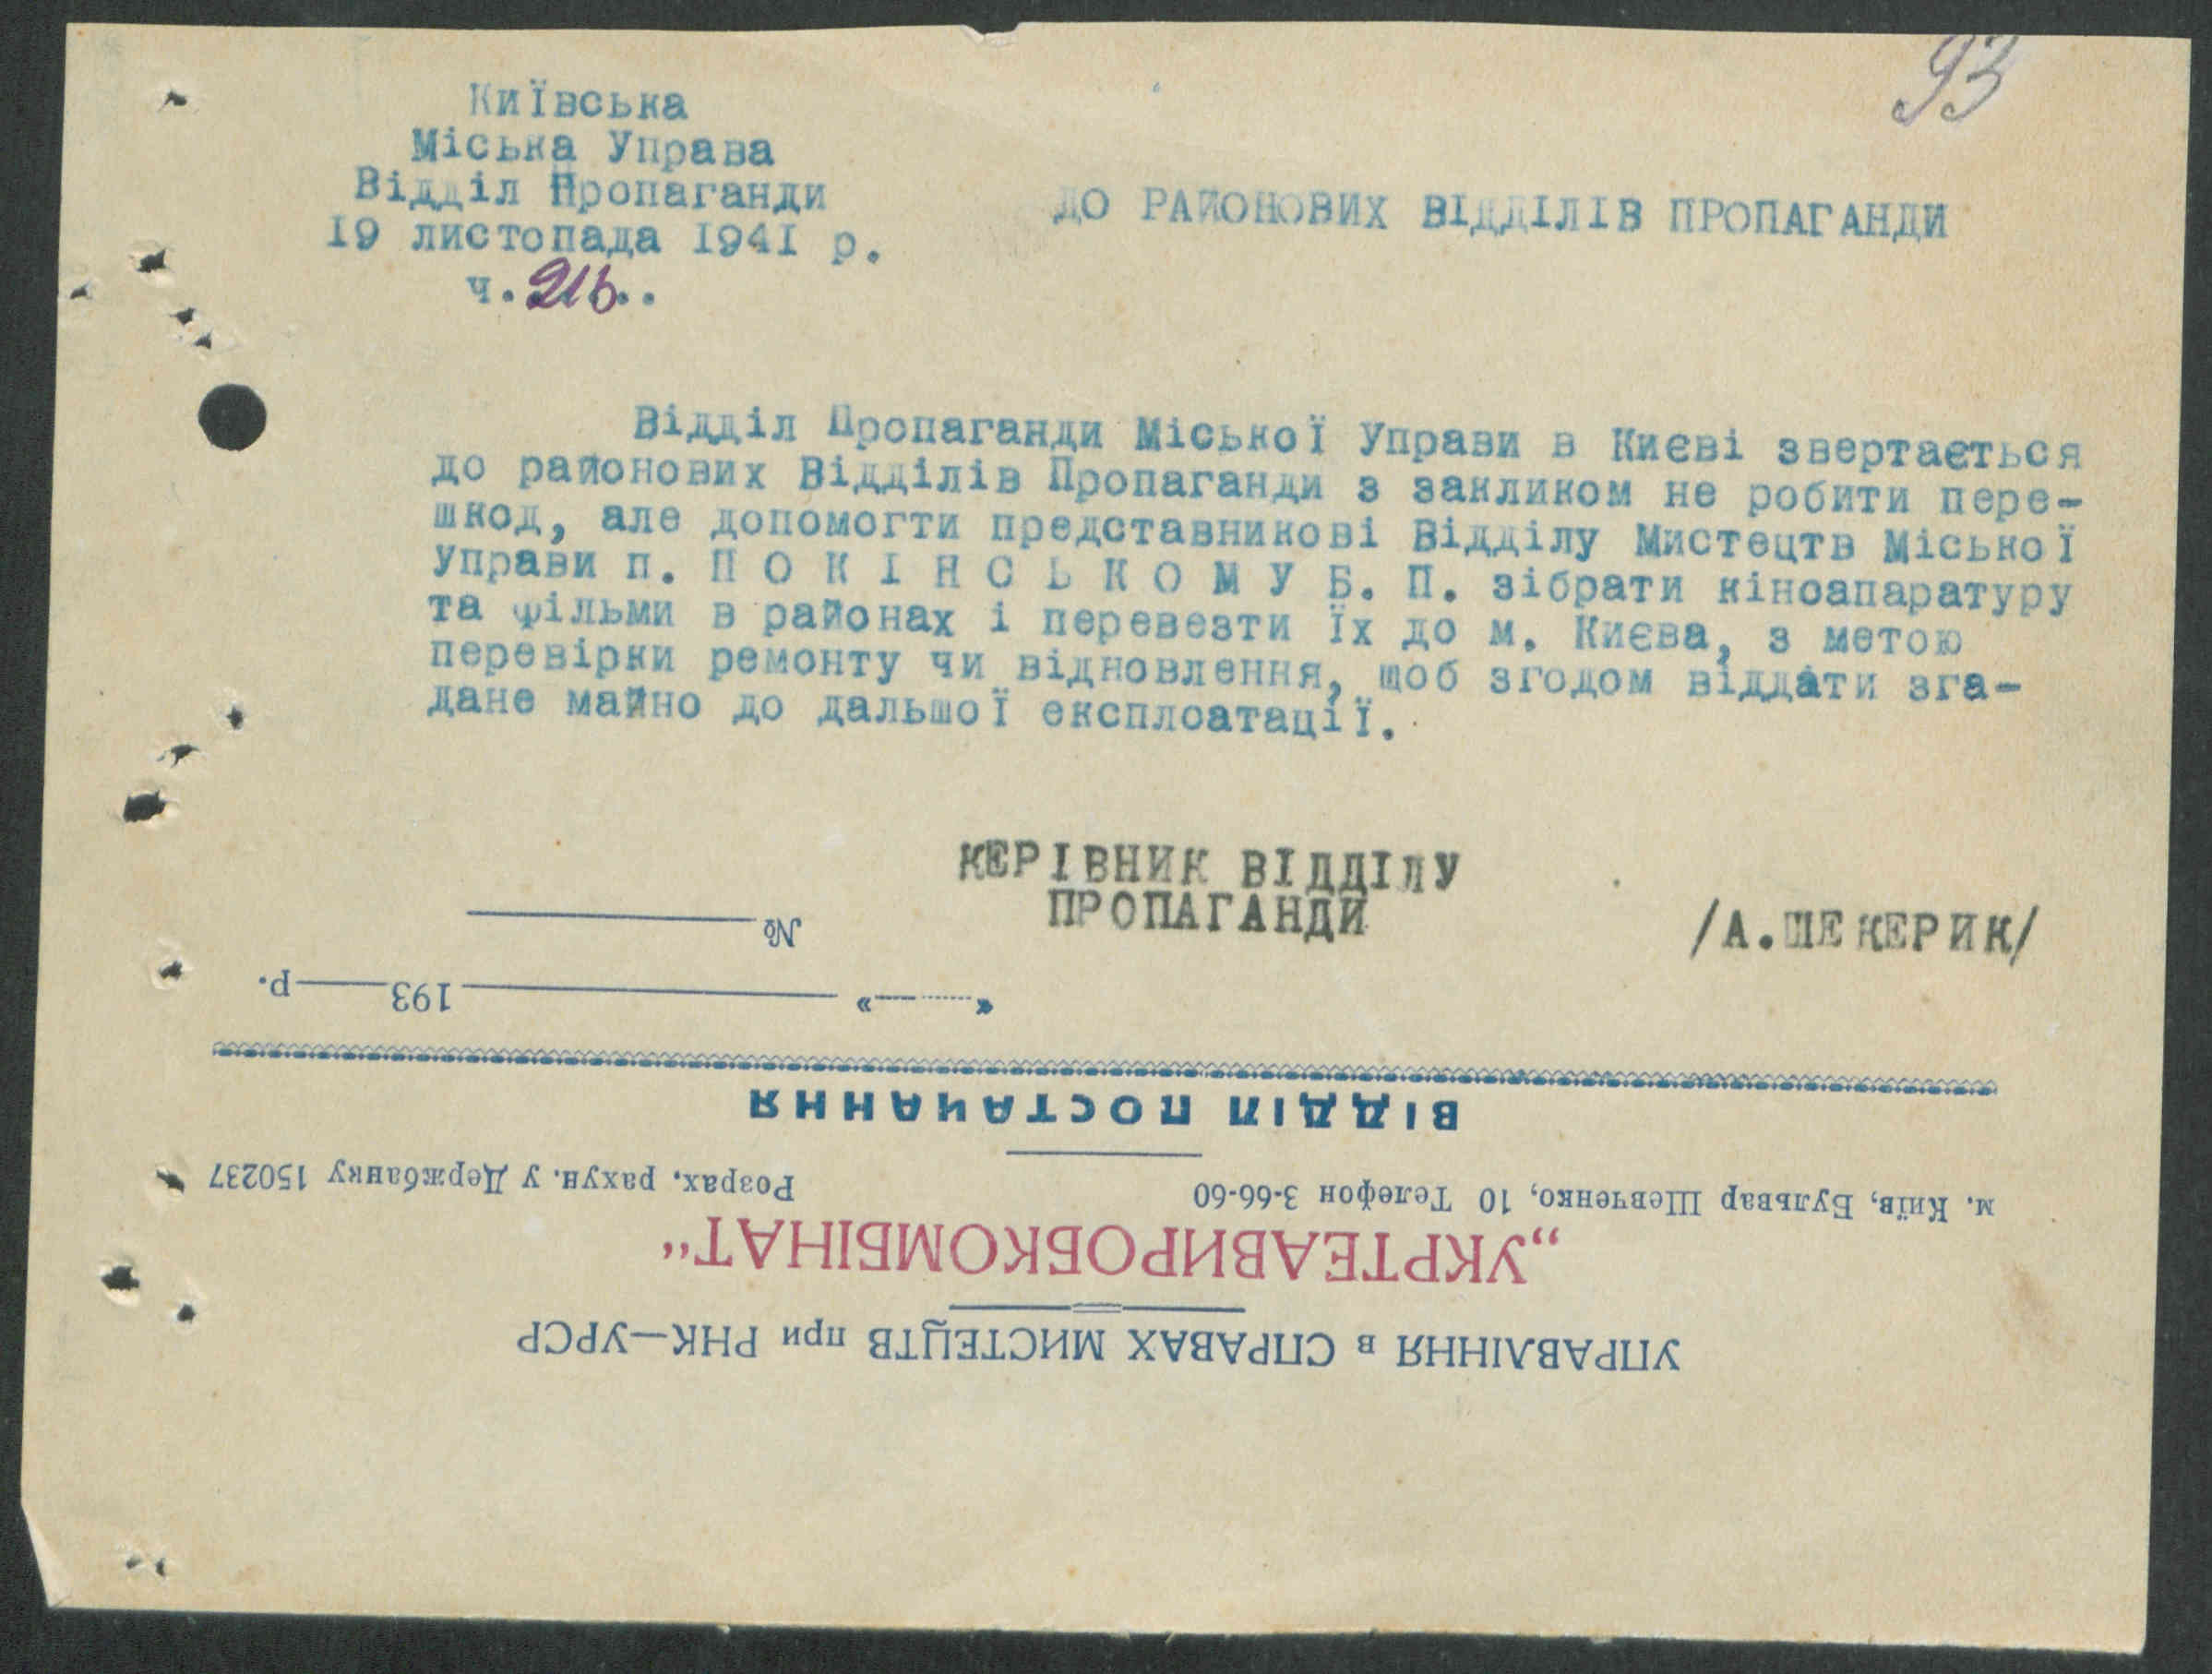 93
Київська
Міська Управа
Відділ Пропаганди
19 листопада 1941 р.
ч. 216..
ДО РАЙОНОВИХ ВІДДІЛІВ ПРОПАГАНДИ
Відділ Пропаганди Міської Управи в Києві звертається
до районових Відділів Пропаганди з закликом не робити пере-
шкод, але допомогти представникові Відділу Мистецтв Міської
Управи п. П О К І Н С Ь К О М У Б. П. зібрати кіноапаратуру
та фільми в районах і перевезти їх до м. Києва, з метою
перевірки ремонту чи відновлення, щоб згодом віддати зга-
дане майно до дальшої експлоатації.
КЕРІВНИК ВІДДІЛУ
ПРОПАГАНДИ
/А.ШЕКЕРИК/
УПРАВЛІННЯ в СПРАВАХ МИСТЕЦТВ при РНК—УРСР
„УКРТЕАВИРОБКОМБІНАТ“
м. Київ, Бульвар Шевченко, 10 Телефон 3-66-60
Розрах. рахун. у Держбанку 150237
ВІДДІЛ ПОСТАЧАННЯ
« » 193 р.
№